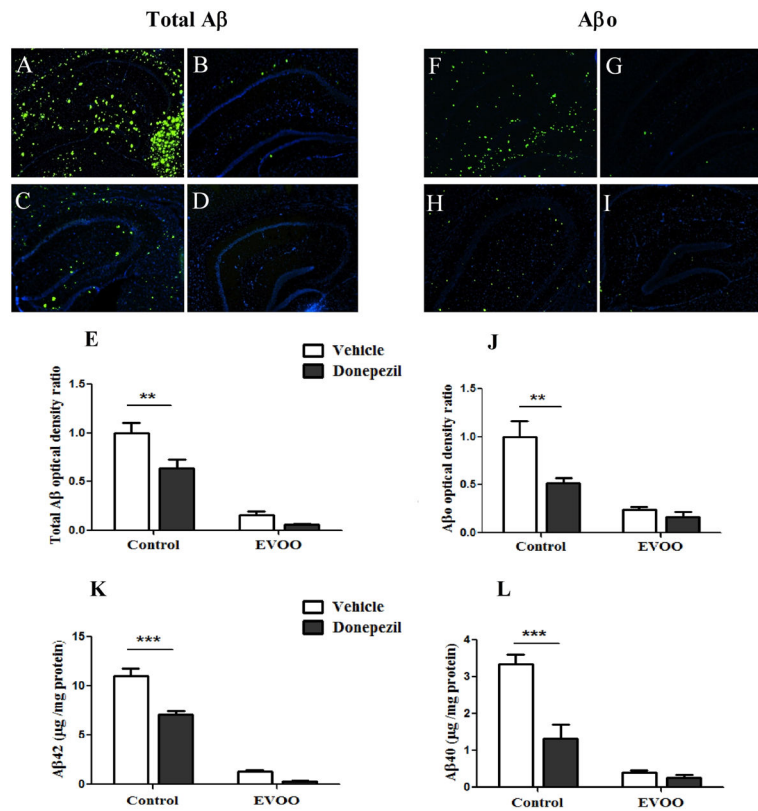 Total Aβ
Aβo
A
B
F
G
C
D
H
I
E
Vehicle
Donepezil
Total Aβ optical density ratio
1.5
1.0
0.5
0.0
**
Control
EVOO
J
Aβo optical density ratio
1.5
1.0
0.5
0.0
**
Control
EVOO
K
Vehicle
Donepezil
Aβ42 (µg /mg protein)
15
10
5
0
***
Control
EVOO
L
Aβ40 (µg /mg protein)
4
3
2
1
0
***
Control
EVOO